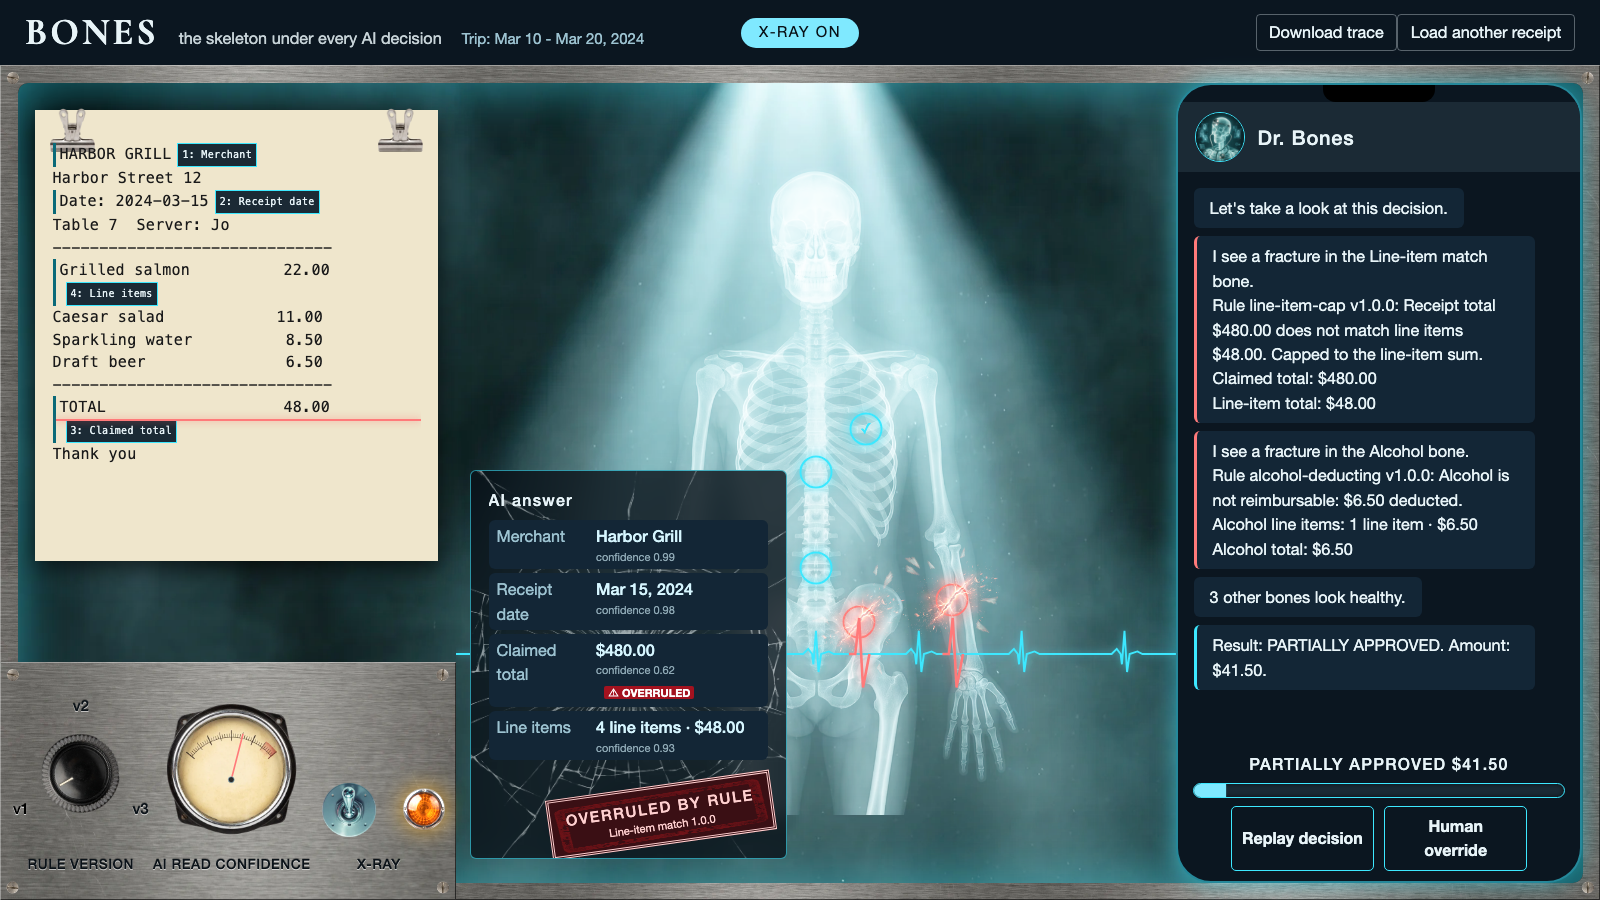 BONES
the skeleton under every AI decision
Trip: Mar 10 - Mar 20, 2024
X-RAY ON
Download trace
Load another receipt
HARBOR GRILL 1: Merchant
Harbor Street 12
Date: 2024-03-15 2: Receipt date
Table 7  Server: Jo
------------------------------
Grilled salmon 22.00
4: Line items
Caesar salad 11.00
Sparkling water 8.50
Draft beer 6.50
------------------------------
TOTAL 48.00
3: Claimed total
Thank you
v2
v1
v3
RULE VERSION
AI READ CONFIDENCE
X-RAY
AI answer
Merchant Harbor Grill
confidence 0.99
Receipt date Mar 15, 2024
confidence 0.98
Claimed total $480.00
confidence 0.62
⚠ OVERRULED
Line items 4 line items · $48.00
confidence 0.93
OVERRULED BY RULE
Line-item match 1.0.0
Dr. Bones
Let's take a look at this decision.
I see a fracture in the Line-item match
bone.
Rule line-item-cap v1.0.0: Receipt total
$480.00 does not match line items
$48.00. Capped to the line-item sum.
Claimed total: $480.00
Line-item total: $48.00
I see a fracture in the Alcohol bone.
Rule alcohol-deducting v1.0.0: Alcohol is
not reimbursable: $6.50 deducted.
Alcohol line items: 1 line item · $6.50
Alcohol total: $6.50
3 other bones look healthy.
Result: PARTIALLY APPROVED. Amount:
$41.50.
PARTIALLY APPROVED $41.50
Replay decision
Human
override